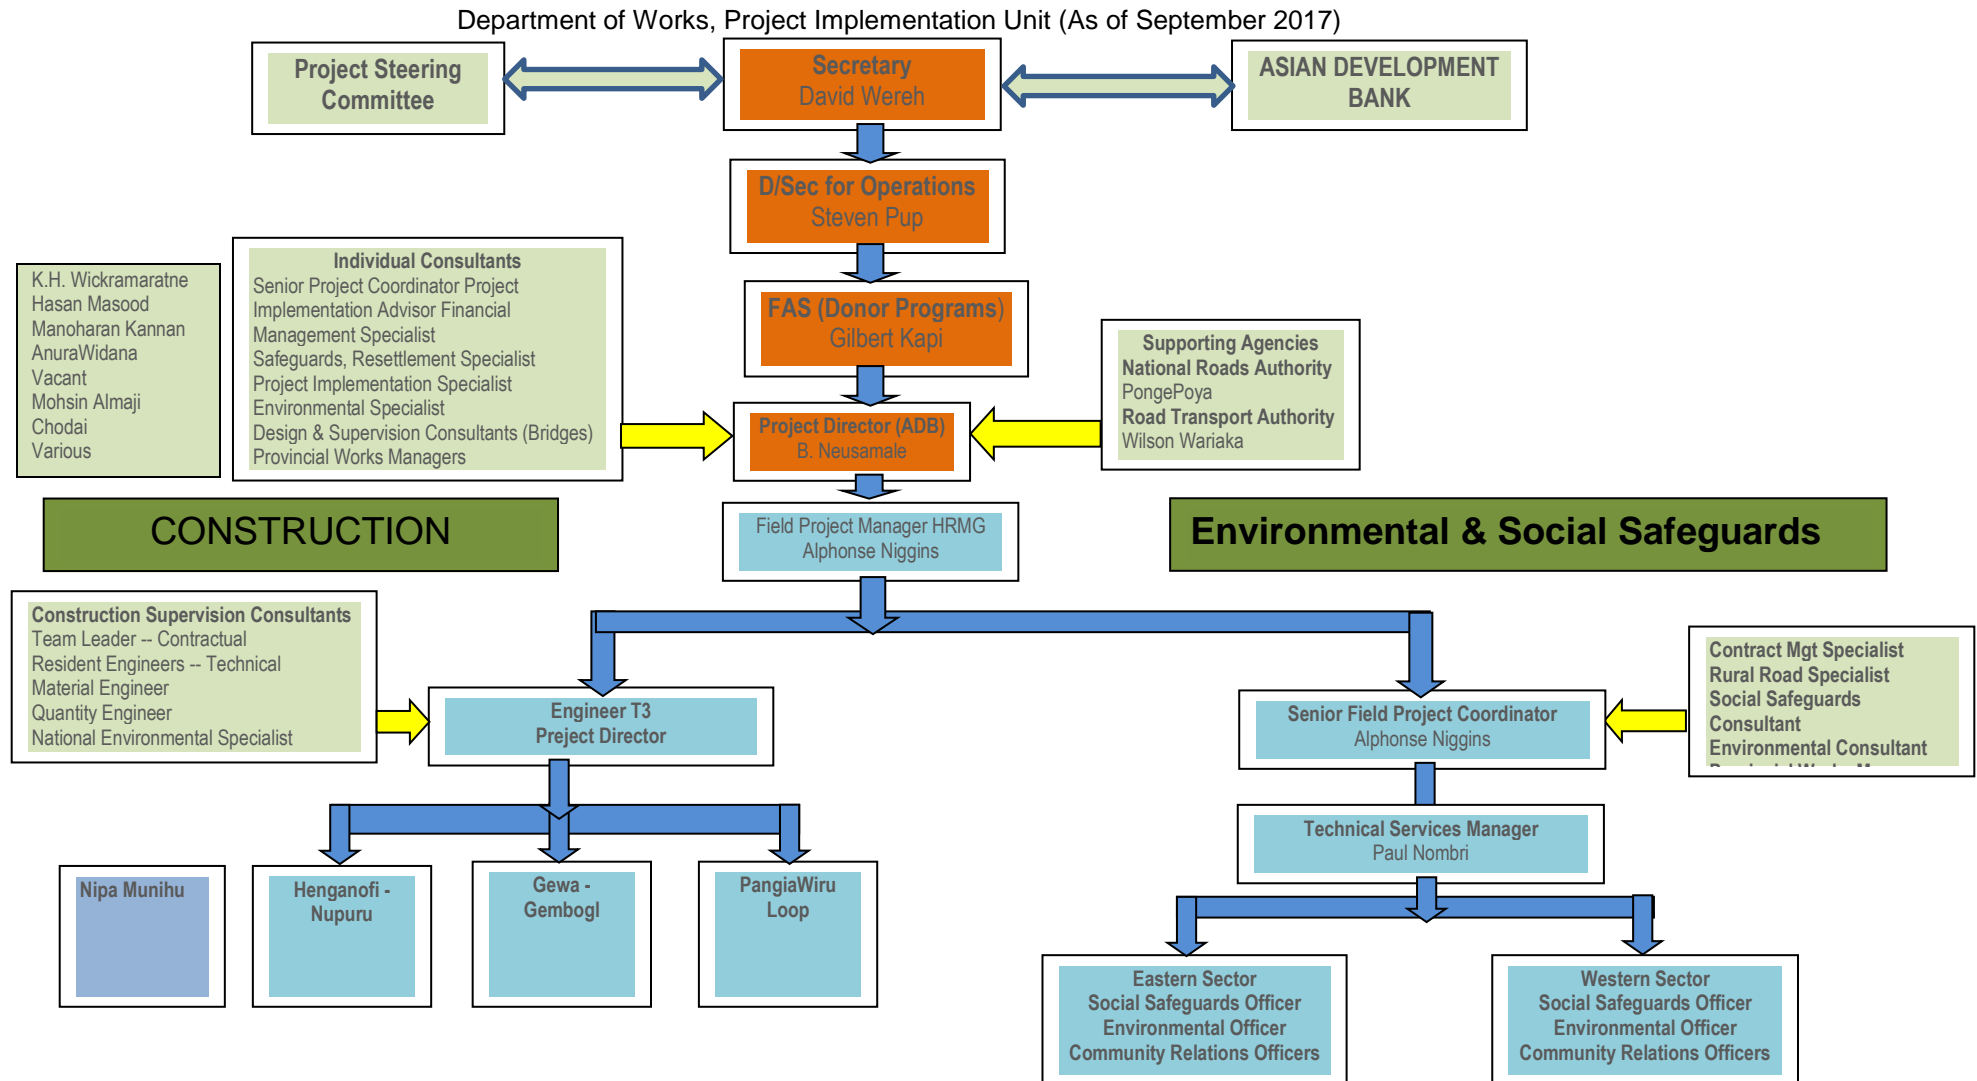 Department of Works, Project Implementation Unit (As of September 2017)
Project Steering
Committee
Secretary
David Wereh
ASIAN DEVELOPMENT
BANK
D/Sec for Operations
Steven Pup
K.H. Wickramaratne
Hasan Masood
Manoharan Kannan
AnuraWidana
Vacant
Mohsin Almaji
Chodai
Various
Individual Consultants
Senior Project Coordinator Project
Implementation Advisor Financial
Management Specialist
Safeguards, Resettlement Specialist
Project Implementation Specialist
Environmental Specialist
Design & Supervision Consultants (Bridges)
Provincial Works Managers
FAS (Donor Programs)
Gilbert Kapi
Supporting Agencies
National Roads Authority
PongePoya
Road Transport Authority
Wilson Wariaka
Project Director (ADB)
B. Neusamale
CONSTRUCTION
Field Project Manager HRMG
Alphonse Niggins
Environmental & Social Safeguards
Construction Supervision Consultants
Team Leader -- Contractual
Resident Engineers -- Technical
Material Engineer
Quantity Engineer
National Environmental Specialist
Engineer T3
Preject Director
Senior Field Project Coordinator
Alphonse Niggins
Contract Mgt Specialist
Rural Road Specialist
Social Safeguards
Consultant
Environmental Consultant
Technical Services Manager
Paul Nombri
Nipa Munihu
Henganofi -
Nupuru
Gewa -
Gembogl
PangiaWiru
Loop
Eastern Sector
Social Safeguards Officer
Environmental Officer
Community Relations Officers
Western Sector
Social Safeguards Officer
Environmental Officer
Community Relations Officers